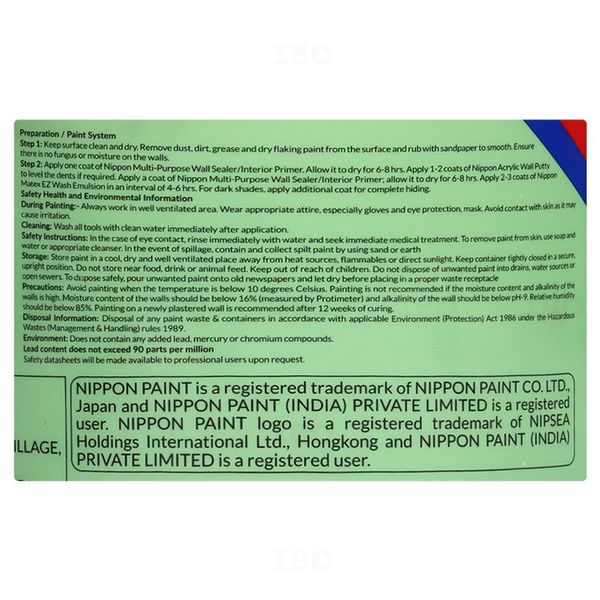 IBO
Preparation / Paint System
Step 1: Keep surface clean and dry. Remove dust, dirt, grease and dry flaking paint from the surface and rub with sandpaper to smooth. Ensure
there is no fungus or moisture on the walls.
Step 2: Apply one coat of Nippon Multi-Purpose Wall Sealer/Interior Primer. Allow it to dry for 6-8 hrs. Apply 1-2 coats of Nippon Acrylic Wall Putty
to level the dents if required. Apply a coat of Nippon Multi-Purpose Wall Sealer/Interior Primer; allow it to dry for 6-8 hrs. Apply 2-3 coats of Nippon
Matex EZ Wash Emulsion in an interval of 4-6 hrs. For dark shades, apply additional coat for complete hiding.
Safety Health and Environmental Information
During Painting:- Always work in well ventilated area. Wear appropriate attire, especially gloves and eye protection, mask. Avoid contact with skin as it may
cause irritation.
Cleaning: Wash all tools with clean water immediately after application.
Safety Instructions: In the case of eye contact, rinse immediately with water and seek immediate medical treatment. To remove paint from skin, use soap and
water or appropriate cleanser. In the event of spillage, contain and collect spilt paint by using sand or earth
Storage: Store paint in a cool, dry and well ventilated place away from heat sources, flammables or direct sunlight. Keep container tightly closed in a secure,
upright position. Do not store near food, drink or animal feed. Keep out of reach of children. Do not dispose of unwanted paint into drains, water sources or
open sewers. To dispose safely, pour unwanted paint onto old newspapers and let dry before placing in a proper waste receptacle
Precautions: Avoid painting when the temperature is below 10 degrees Celsius. Painting is not recommended if the moisture content and alkalinity of the
walls is high. Moisture content of the walls should be below 16% (measured by Protimeter) and alkalinity of the wall should be below pH-9. Relative humidity
should be below 85%. Painting on a newly plastered wall is recommended after 12 weeks of curing.
Disposal Information: Disposal of any paint waste & containers in accordance with applicable Environment (Protection) Act 1986 under the Hazardous
Wastes (Management & Handling) rules 1989.
Environment: Does not contain any added lead, mercury or chromium compounds.
Lead content does not exceed 90 parts per million
Safety datasheets will be made available to professional users upon request.
NIPPON PAINT is a registered trademark of NIPPON PAINT CO. LTD.,
Japan and NIPPON PAINT (INDIA) PRIVATE LIMITED is a registered
user. NIPPON PAINT logo is a registered trademark of NIPSEA
Holdings International Ltd., Hongkong and NIPPON PAINT (INDIA)
PRIVATE LIMITED is a registered user.
ILLAGE,
IBO